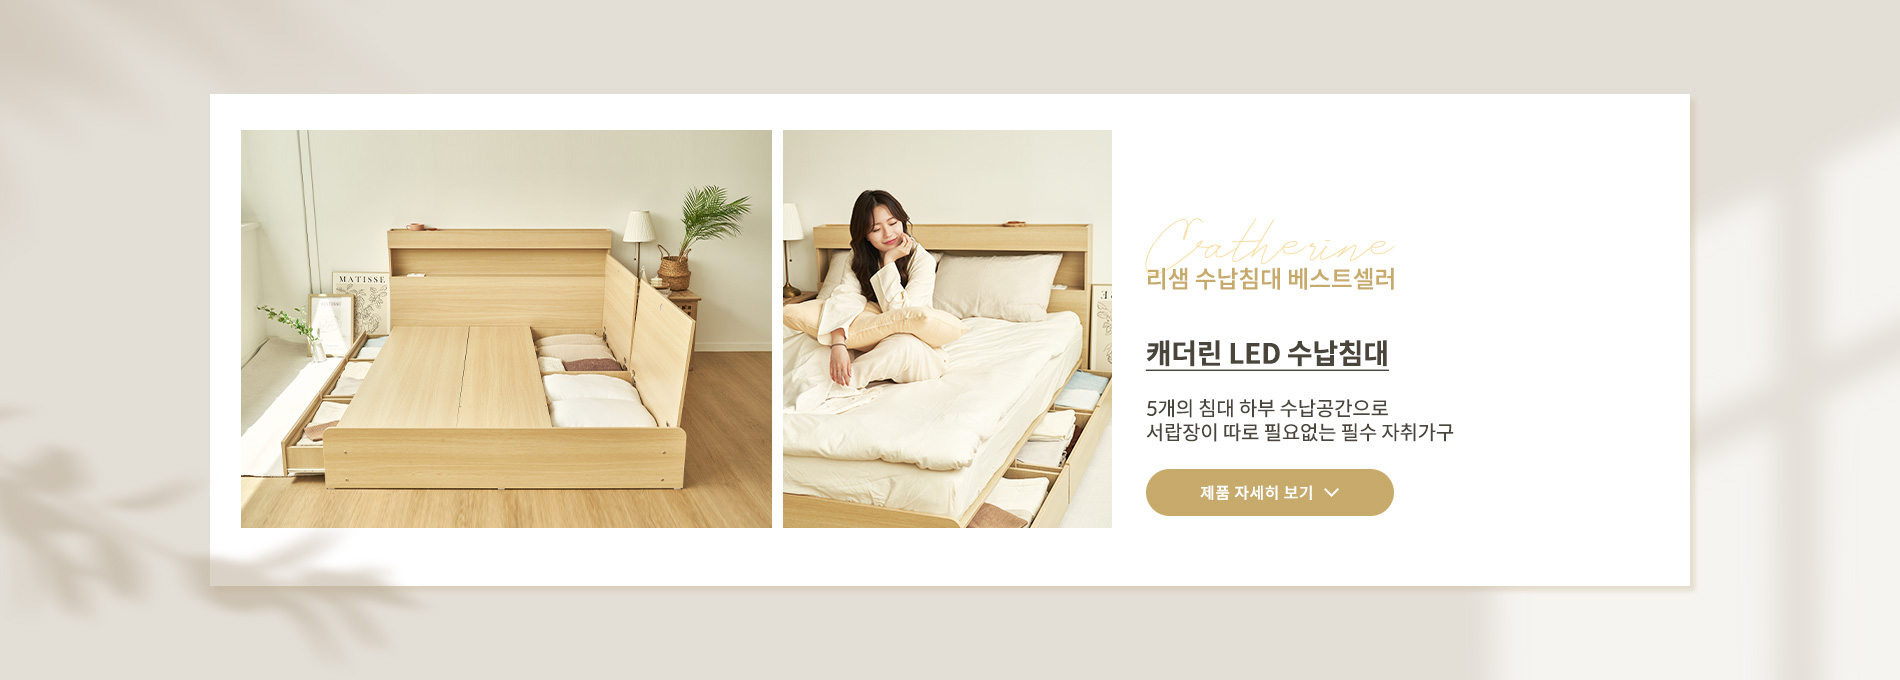 MATISSE
Catherine
리샘 수납침대 베스트셀러
캐더린 LED 수납침대
5개의 침대 하부 수납공간으로
서랍장이 따로 필요없는 필수 자취가구
제품 자세히 보기